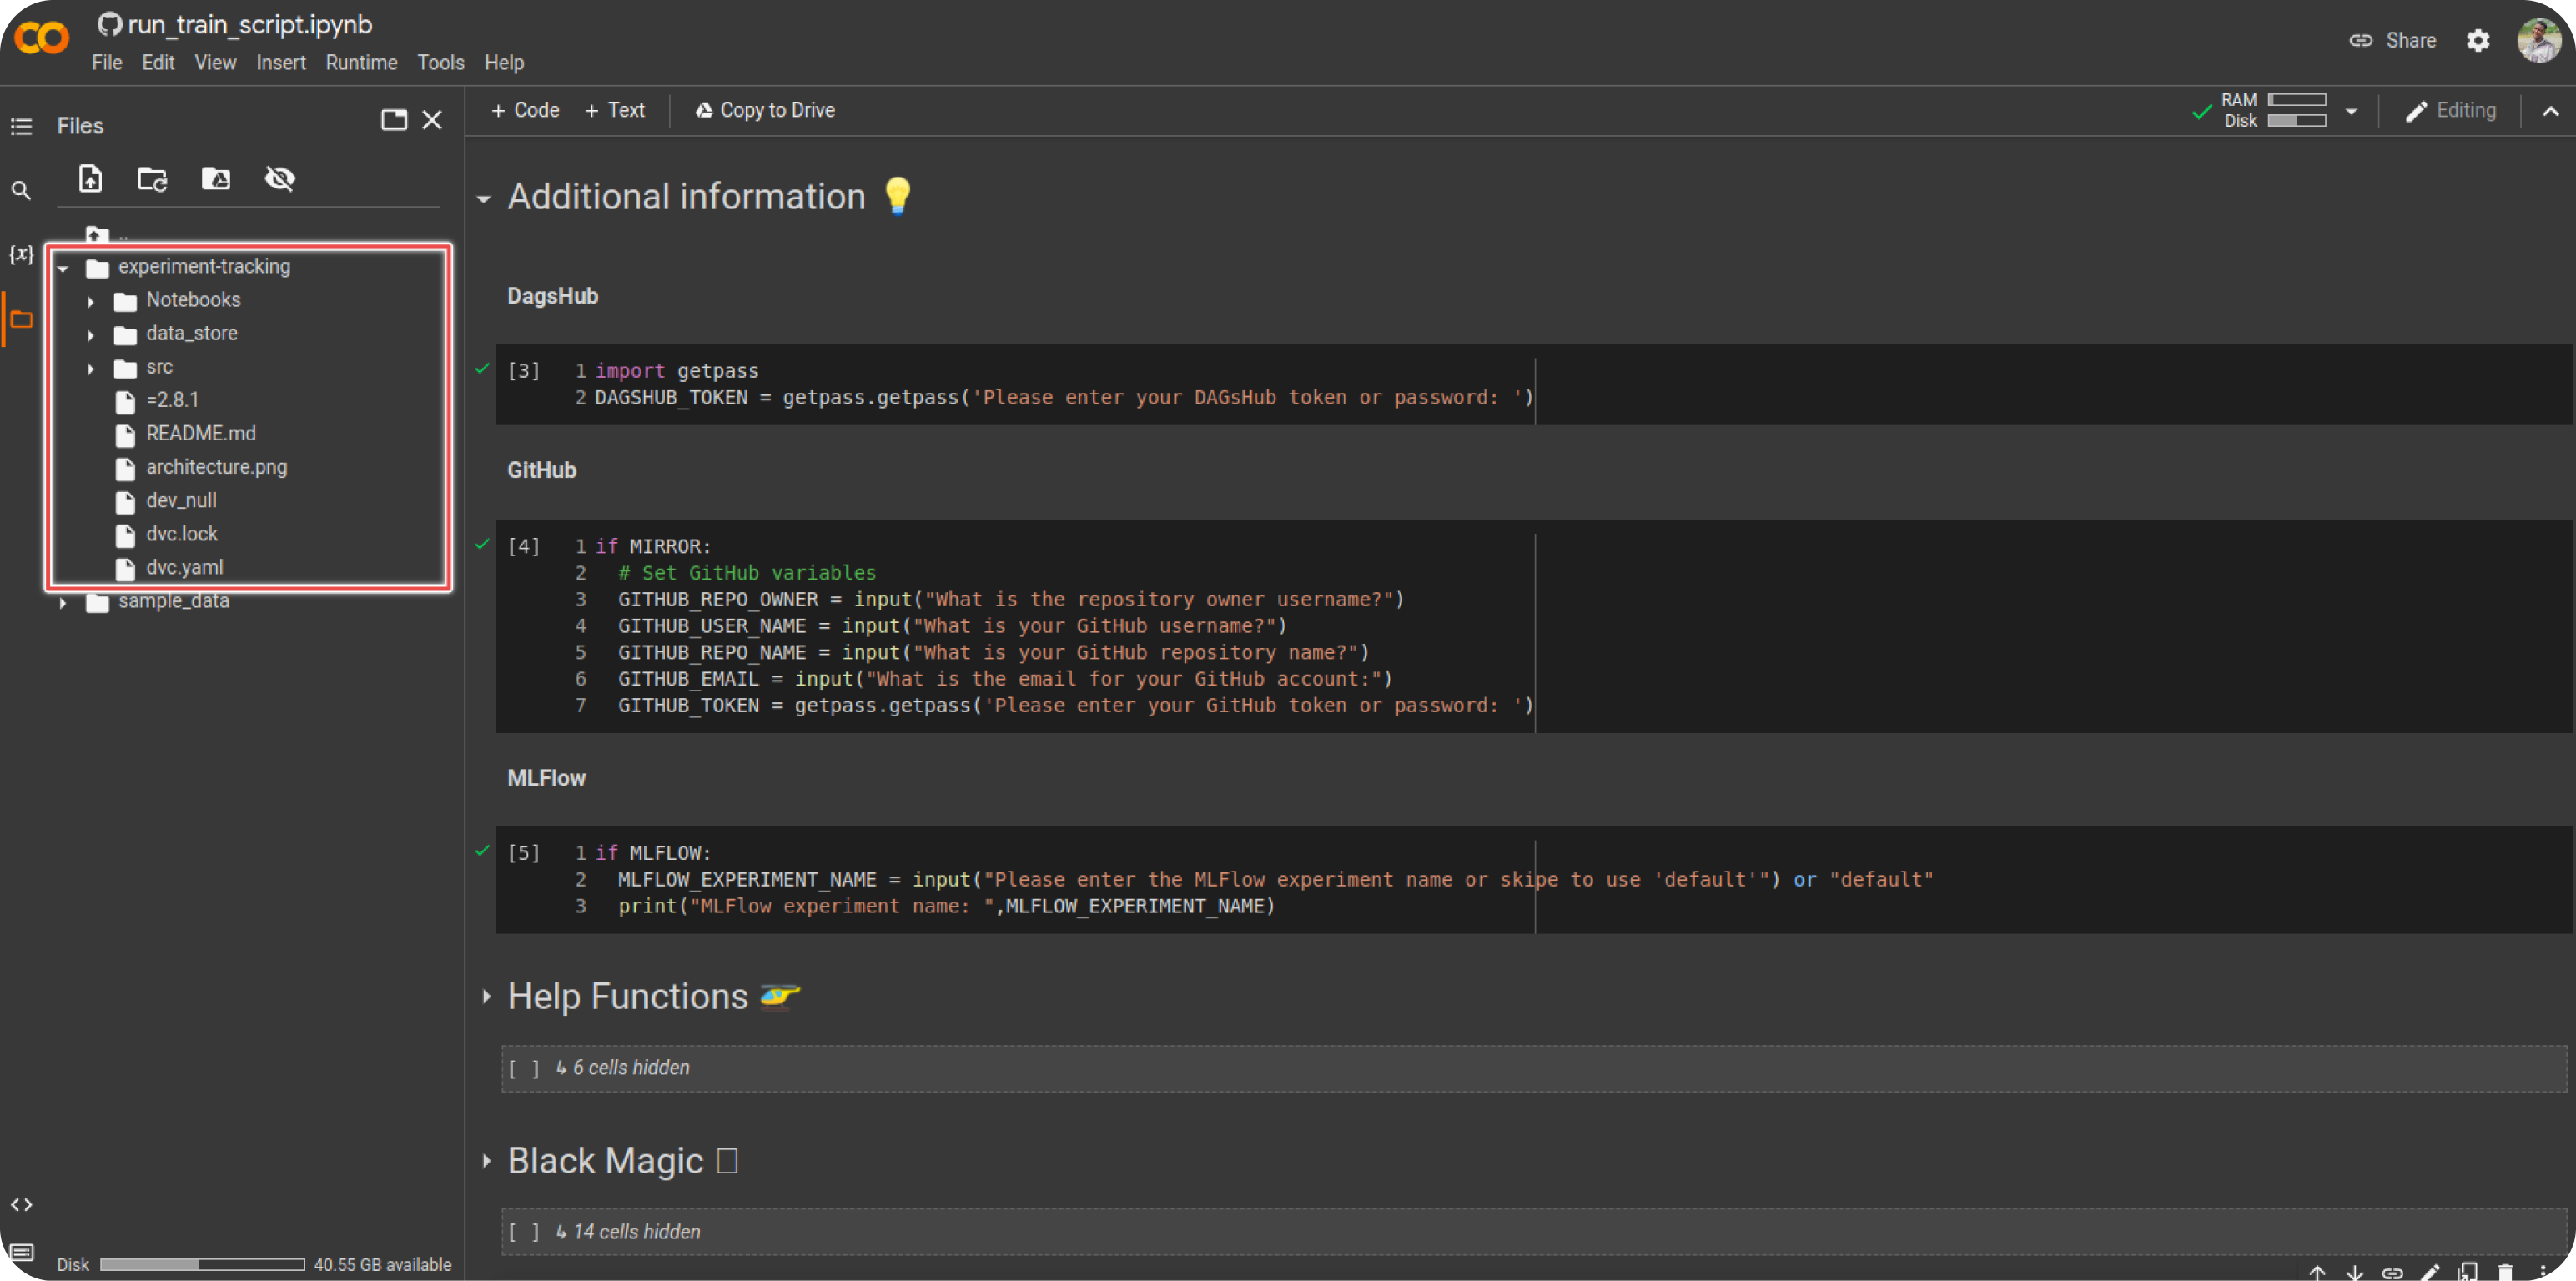 run_train_script.ipynb
File Edit View Insert Runtime Tools Help
Share
Files
+ Code + Text Copy to Drive
RAM
Disk
Editing
..
{x}
experiment-tracking
Notebooks
data_store
src
=2.8.1
README.md
architecture.png
dev_null
dvc.lock
dvc.yaml
sample_data
Disk 40.55 GB available
Additional information 💡
DagsHub
[3] 1 import getpass
2 DAGSHUB_TOKEN = getpass.getpass('Please enter your DAGsHub token or password: ')
GitHub
[4] 1 if MIRROR:
2 # Set GitHub variables
3 GITHUB_REPO_OWNER = input("What is the repository owner username?")
4 GITHUB_USER_NAME = input("What is your GitHub username?")
5 GITHUB_REPO_NAME = input("What is your GitHub repository name?")
6 GITHUB_EMAIL = input("What is the email for your GitHub account:")
7 GITHUB_TOKEN = getpass.getpass('Please enter your GitHub token or password: ')
MLFlow
[5] 1 if MLFLOW:
2 MLFLOW_EXPERIMENT_NAME = input("Please enter the MLFlow experiment name or skipe to use 'default'") or "default"
3 print("MLFlow experiment name: ",MLFLOW_EXPERIMENT_NAME)
Help Functions 🚁
[ ] ↳ 6 cells hidden
Black Magic
[ ] ↳ 14 cells hidden